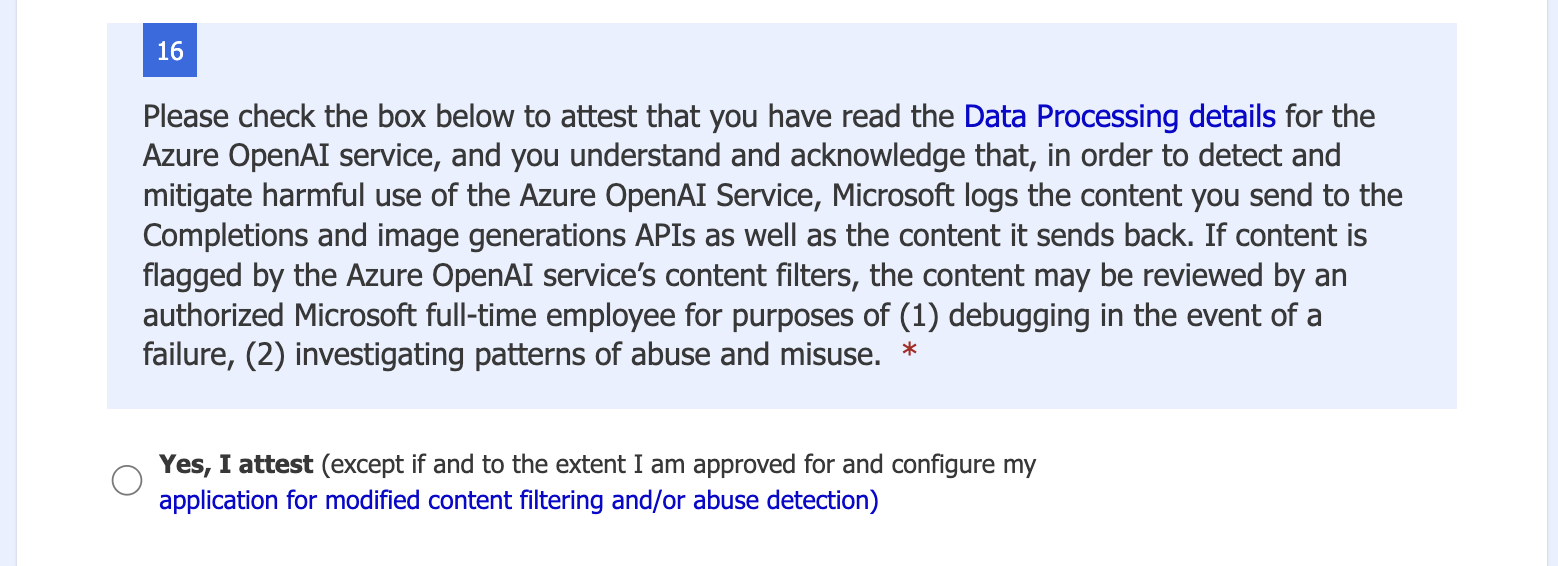 16
Please check the box below to attest that you have read the Data Processing details for the
Azure OpenAI service, and you understand and acknowledge that, in order to detect and
mitigate harmful use of the Azure OpenAI Service, Microsoft logs the content you send to the
Completions and image generations APIs as well as the content it sends back. If content is
flagged by the Azure OpenAI service’s content filters, the content may be reviewed by an
authorized Microsoft full-time employee for purposes of (1) debugging in the event of a
failure, (2) investigating patterns of abuse and misuse. *
Yes, I attest (except if and to the extent I am approved for and configure my
application for modified content filtering and/or abuse detection)